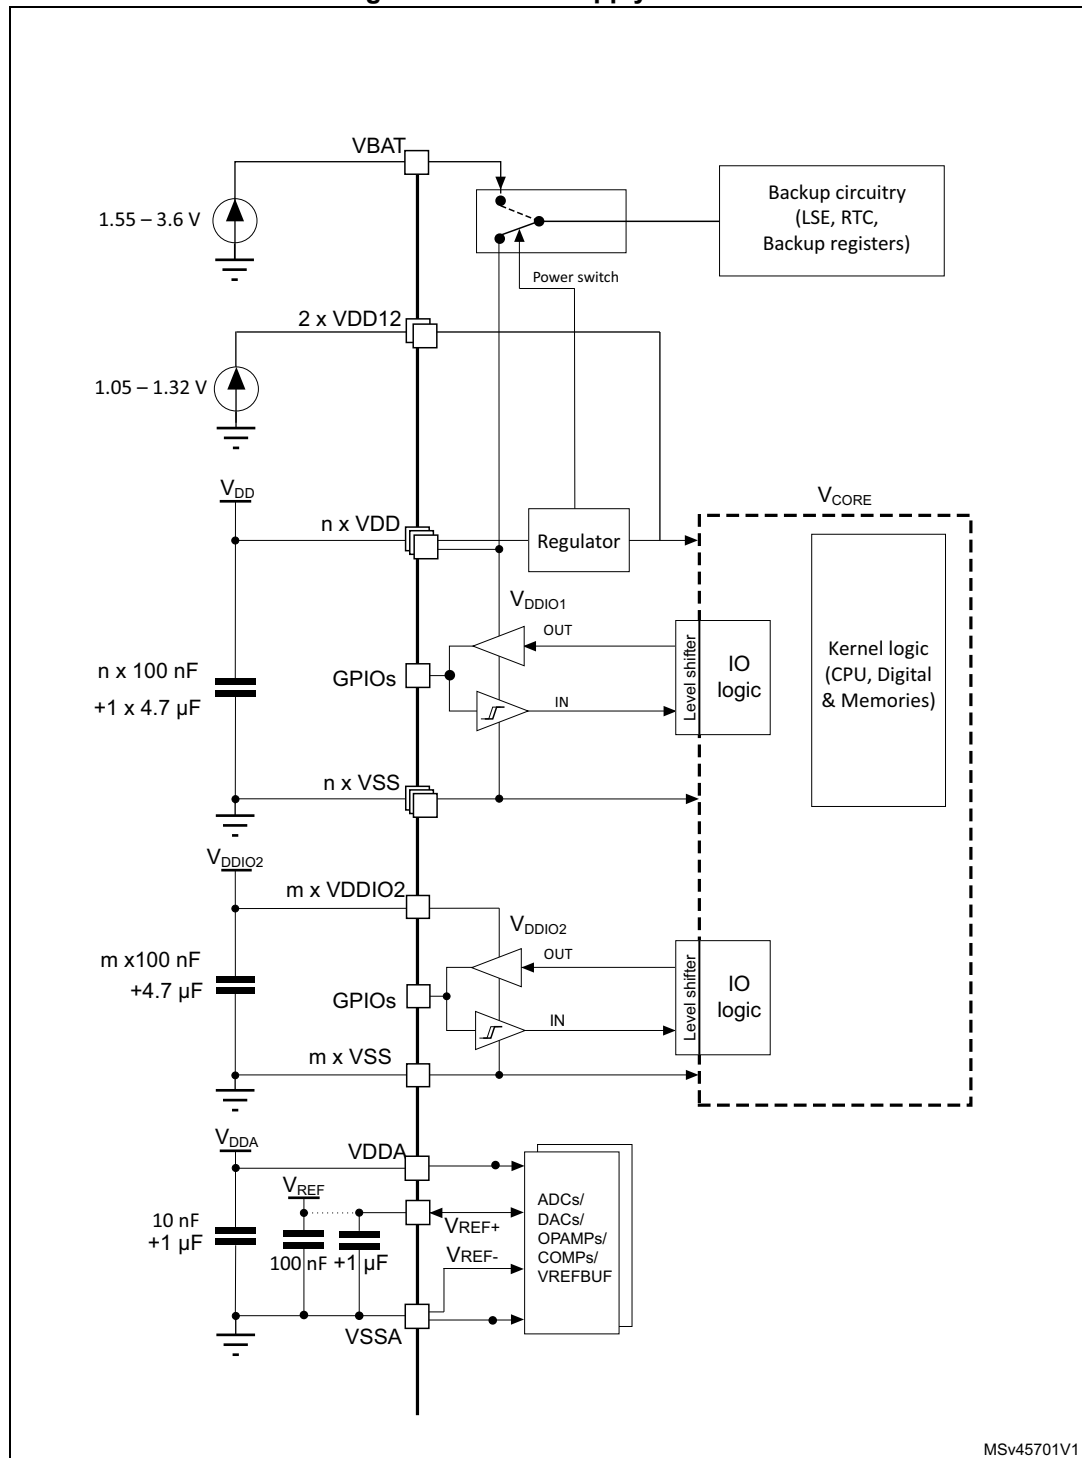 VBAT
1.55 – 3.6 V
Backup circuitry
(LSE, RTC,
Backup registers)
Power switch
2 x VDD12
1.05 – 1.32 V
VDD
n x VDD
Regulator
VCORE
VDDIO1
OUT
n x 100 nF
+1 x 4.7 µF
GPIOs
IN
Level shifter
IO
logic
Kernel logic
(CPU, Digital
& Memories)
n x VSS
VDDIO2
m x VDDIO2
VDDIO2
OUT
m x100 nF
+4.7 µF
GPIOs
IN
Level shifter
IO
logic
m x VSS
VDDA
VDDA
VREF
10 nF
+1 µF
100 nF
+1 µF
VREF+
VREF-
ADCs/
DACs/
OPAMPs/
COMPs/
VREFBUF
VSSA
MSv45701V1